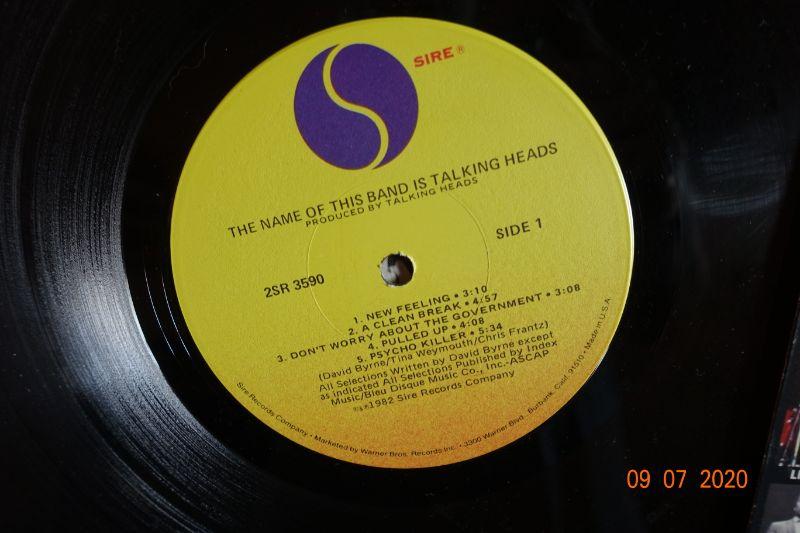 SIRE®
THE NAME OF THIS BAND IS TALKING HEADS
PRODUCED BY TALKING HEADS
2SR 3590
SIDE 1
1. NEW FEELING • 3:10
2. A CLEAN BREAK • 4:57
3. DON'T WORRY ABOUT THE GOVERNMENT • 3:08
4. PULLED UP • 4:08
5. PSYCHO KILLER • 5:34
(David Byrne/Tina Weymouth/Chris Frantz)
All Selections Written by David Byrne except
as indicated All Selections Published by Index
Music/Bleu Disque Music Co., Inc.-ASCAP
℗&©1982 Sire Records Company
Sire Records Company • Marketed by Warner Bros. Records Inc. • 3300 Warner Blvd., Burbank, Calif. 91510 • Made in U.S.A.
09 07 2020